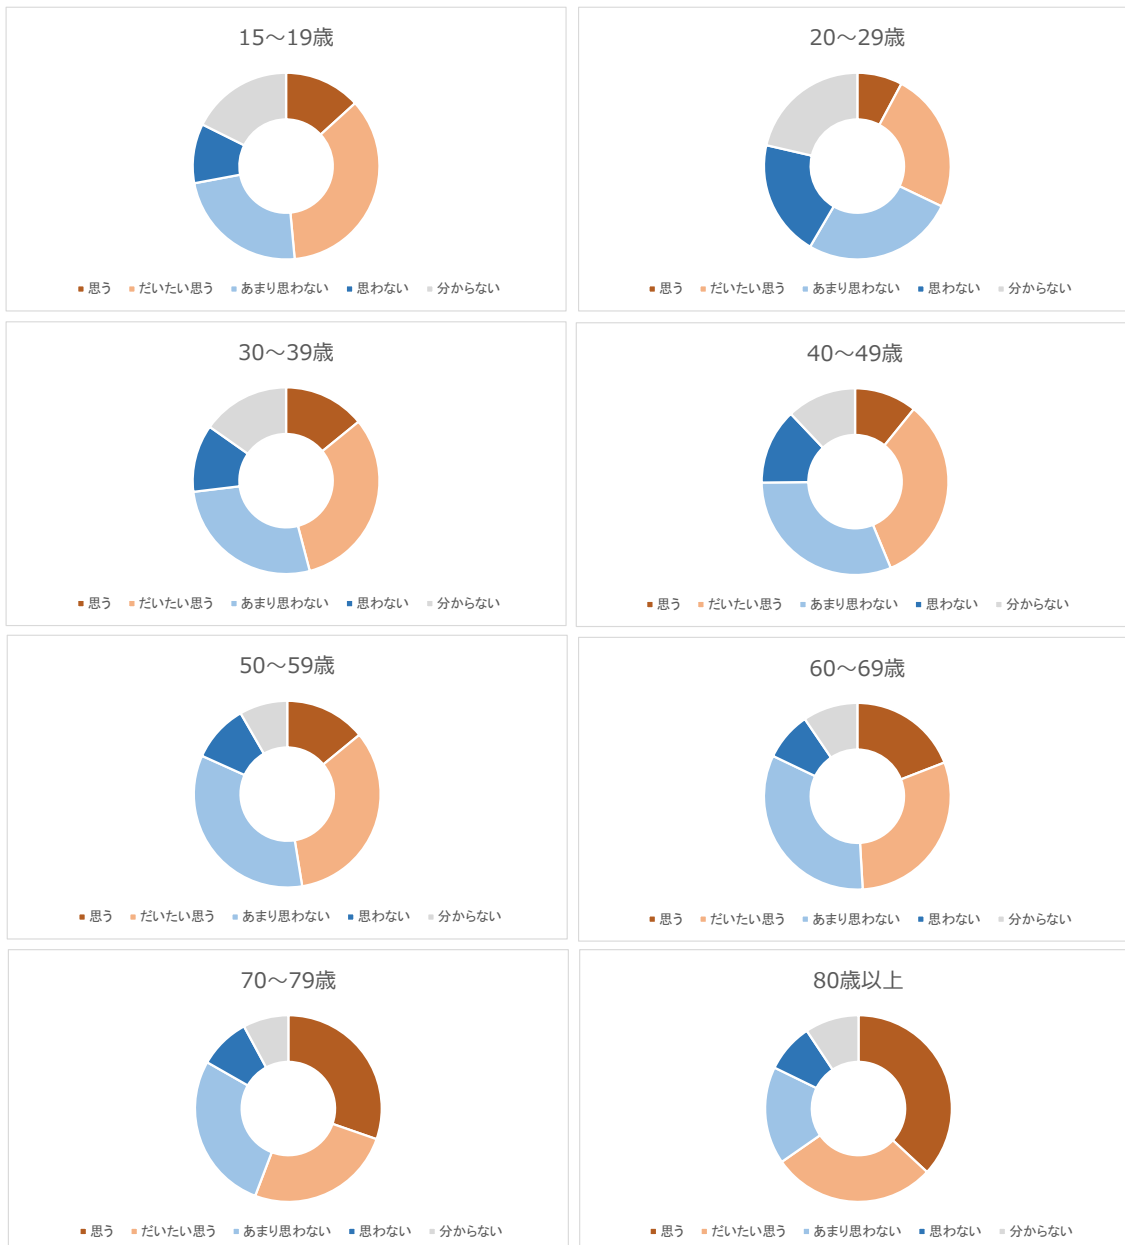 15～19歳
思う だいたい思う あまり思わない 思わない 分からない
20～29歳
思う だいたい思う あまり思わない 思わない 分からない
30～39歳
思う だいたい思う あまり思わない 思わない 分からない
40～49歳
思う だいたい思う あまり思わない 思わない 分からない
50～59歳
思う だいたい思う あまり思わない 思わない 分からない
60～69歳
思う だいたい思う あまり思わない 思わない 分からない
70～79歳
思う だいたい思う あまり思わない 思わない 分からない
80歳以上
思う だいたい思う あまり思わない 思わない 分からない